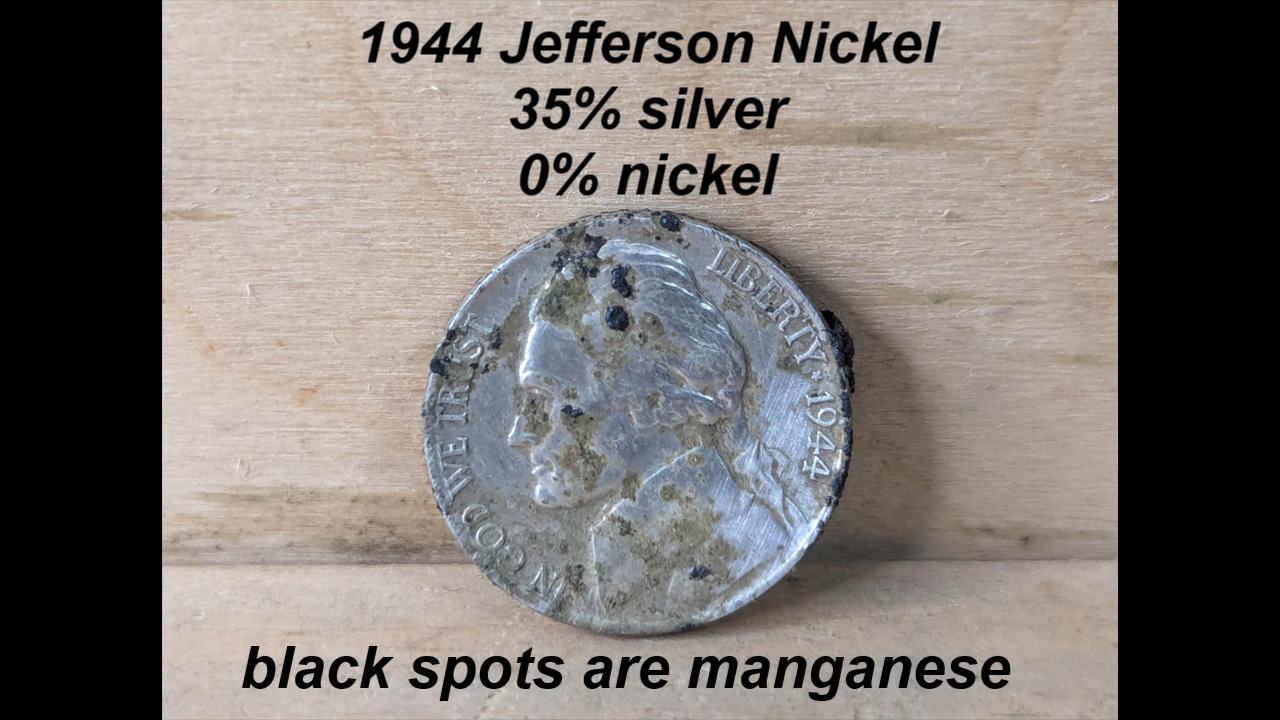 1944 Jefferson Nickel
35% silver
0% nickel
LIBERTY ★ 1944
IN GOD WE TRUST
black spots are manganese